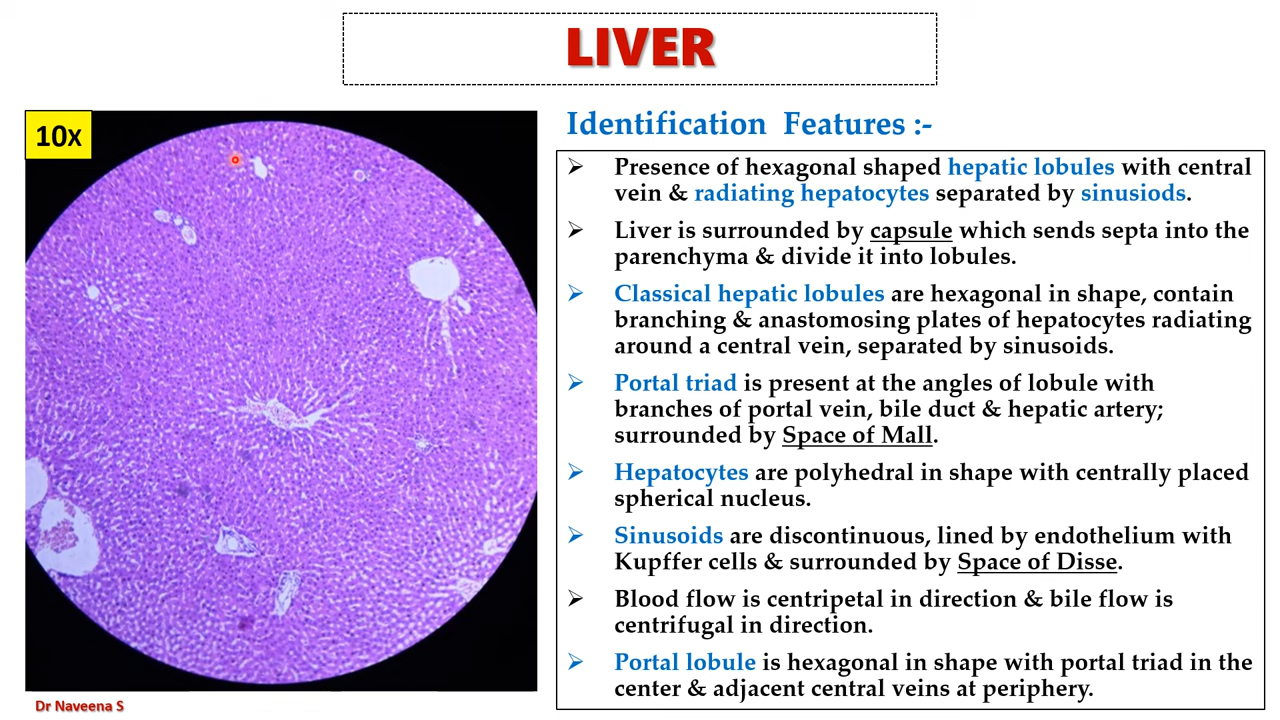 LIVER
10x
Identification Features :-
➢ Presence of hexagonal shaped hepatic lobules with central
vein & radiating hepatocytes separated by sinusiods.
➢ Liver is surrounded by capsule which sends septa into the
parenchyma & divide it into lobules.
➢ Classical hepatic lobules are hexagonal in shape, contain
branching & anastomosing plates of hepatocytes radiating
around a central vein, separated by sinusoids.
➢ Portal triad is present at the angles of lobule with
branches of portal vein, bile duct & hepatic artery;
surrounded by Space of Mall.
➢ Hepatocytes are polyhedral in shape with centrally placed
spherical nucleus.
➢ Sinusoids are discontinuous, lined by endothelium with
Kupffer cells & surrounded by Space of Disse.
➢ Blood flow is centripetal in direction & bile flow is
centrifugal in direction.
➢ Portal lobule is hexagonal in shape with portal triad in the
center & adjacent central veins at periphery.
Dr Naveena S